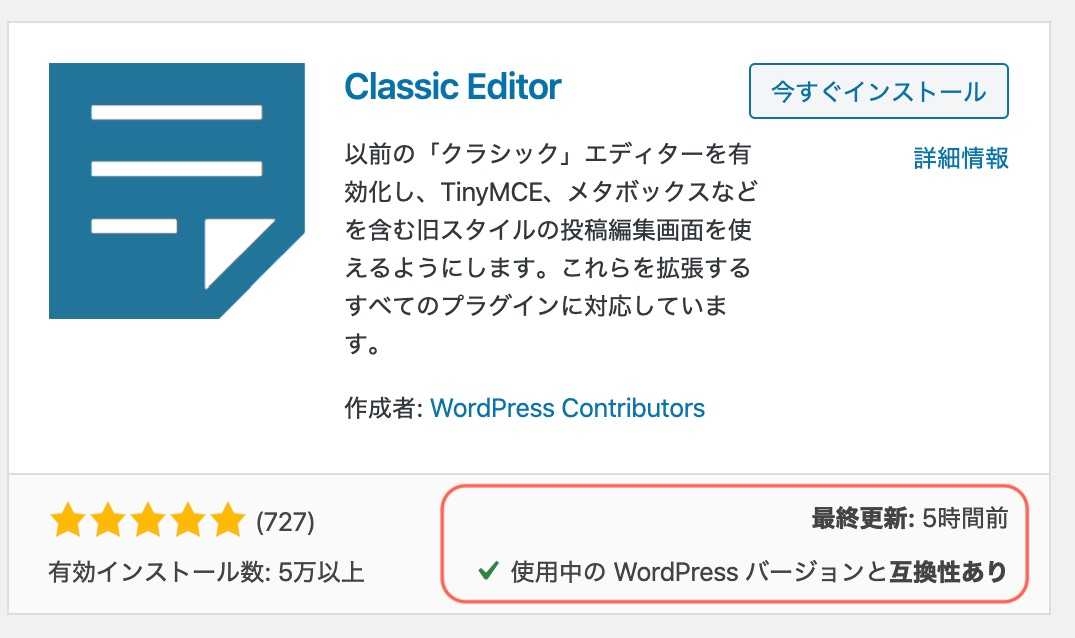 Classic Editor
今すぐインストール
詳細情報
以前の「クラシック」エディターを有
効化し、TinyMCE、メタボックスなど
を含む旧スタイルの投稿編集画面を使
えるようにします。これらを拡張する
すべてのプラグインに対応していま
す。
作成者: WordPress Contributors
(727)
有効インストール数: 5万以上
最終更新: 5時間前
使用中の WordPress バージョンと互換性あり